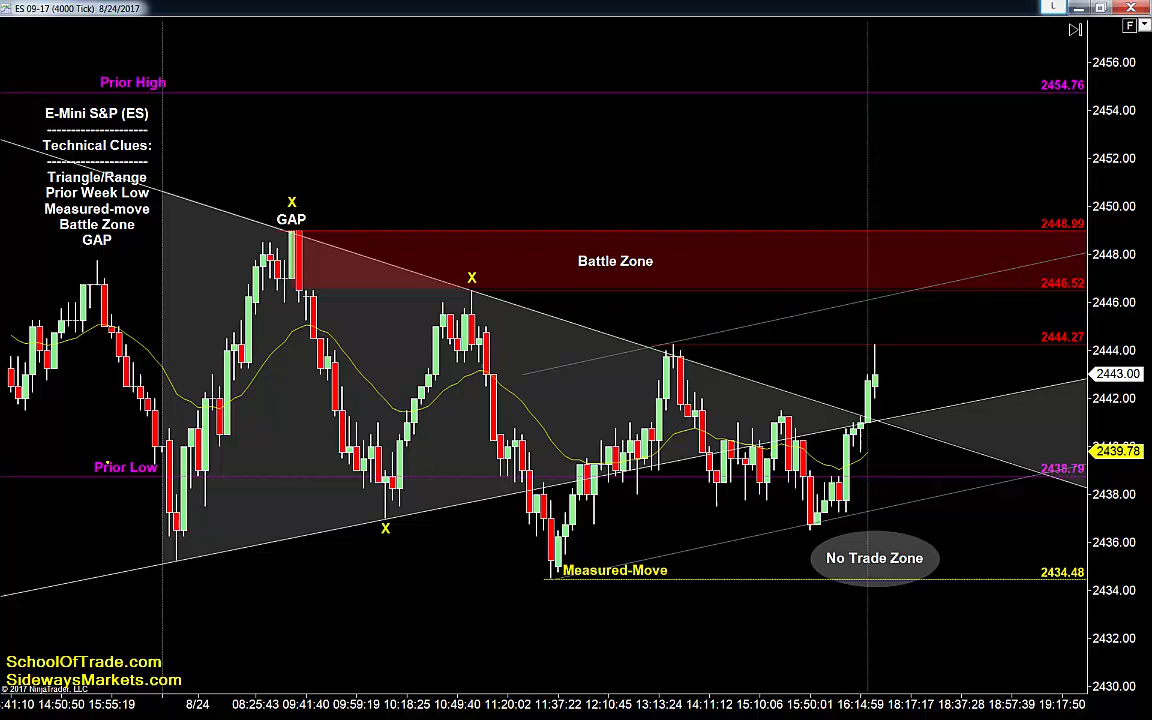 ES 09-17 (4000 Tick) 8/24/2017
L
F
Prior High
2454.76
E-Mini S&P (ES)
---------------------
Technical Clues:
---------------------
Triangle/Range
Prior Week Low
Measured-move
Battle Zone
GAP
X
GAP
X
Battle Zone
2448.99
2446.52
2444.27
Prior Low
2438.79
X
No Trade Zone
Measured-Move
2434.48
2456.00
2454.00
2452.00
2450.00
2448.00
2446.00
2444.00
2443.00
2442.00
2439.78
2438.00
2436.00
2434.00
2432.00
2430.00
SchoolOfTrade.com
SidewaysMarkets.com
© 2017 NinjaTrader, LLC
:41:10 14:50:50 15:55:19 8/24 08:25:43 09:41:40 09:59:19 10:18:25 10:49:40 11:20:02 11:37:22 12:10:45 13:13:24 14:11:12 15:10:06 15:50:01 16:14:59 18:17:17 18:37:28 18:57:39 19:17:50